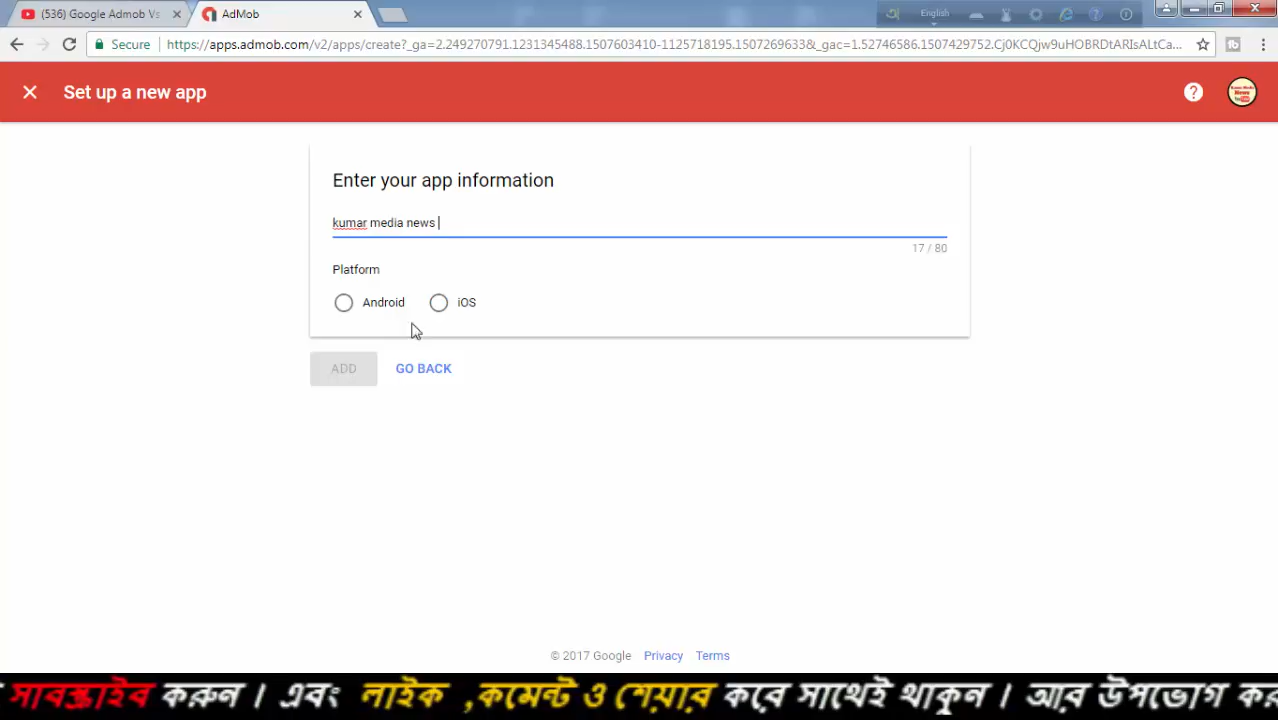 (536) Google Admob Vs
AdMob
English
Secure
https://apps.admob.com/v2/apps/create?_ga=2.249270791.1231345488.1507603410-1125718195.1507269633&_gac=1.52746586.1507429752.Cj0KCQjw9uHOBRDtARIsALtCa...
Set up a new app
Enter your app information
kumar media news
17 / 80
Platform
Android
iOS
ADD
GO BACK
© 2017 Google Privacy Terms
সাবস্ক্রাইব করুন । এবং লাইক ,কমেন্ট ও শেয়ার করে সাথেই থাকুন । আর উপভোগ